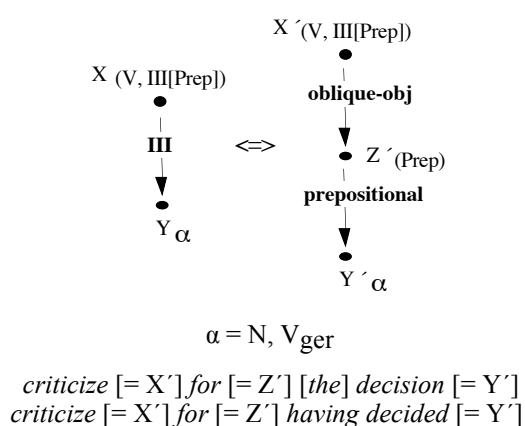 X (V, III[Prep])
III
Y α
<=>
X ´(V, III[Prep])
oblique-obj
Z ´(Prep)
prepositional
Y ´α
α = N, Vger
criticize [= X´] for [= Z´] [the] decision [= Y´]
criticize [= X´] for [= Z´] having decided [= Y´]